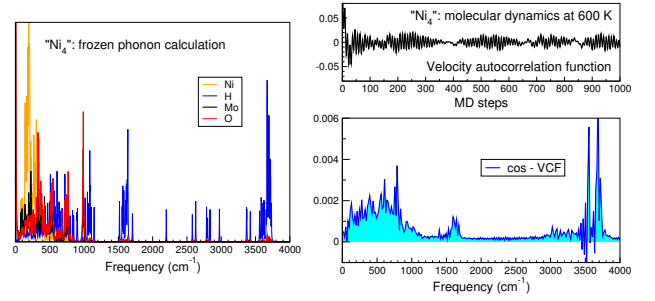 "Ni4": frozen phonon calculation
Ni
H
Mo
O
0 500 1000 1500 2000 2500 3000 3500 4000
Frequency (cm-1)
"Ni4": molecular dynamics at 600 K
0.05
0
-0.05
Velocity autocorrelation function
0 100 200 300 400 500 600 700 800 900 1000
MD steps
0.006
0.004
0.002
0
cos - VCF
0 500 1000 1500 2000 2500 3000 3500 4000
Frequency (cm-1)